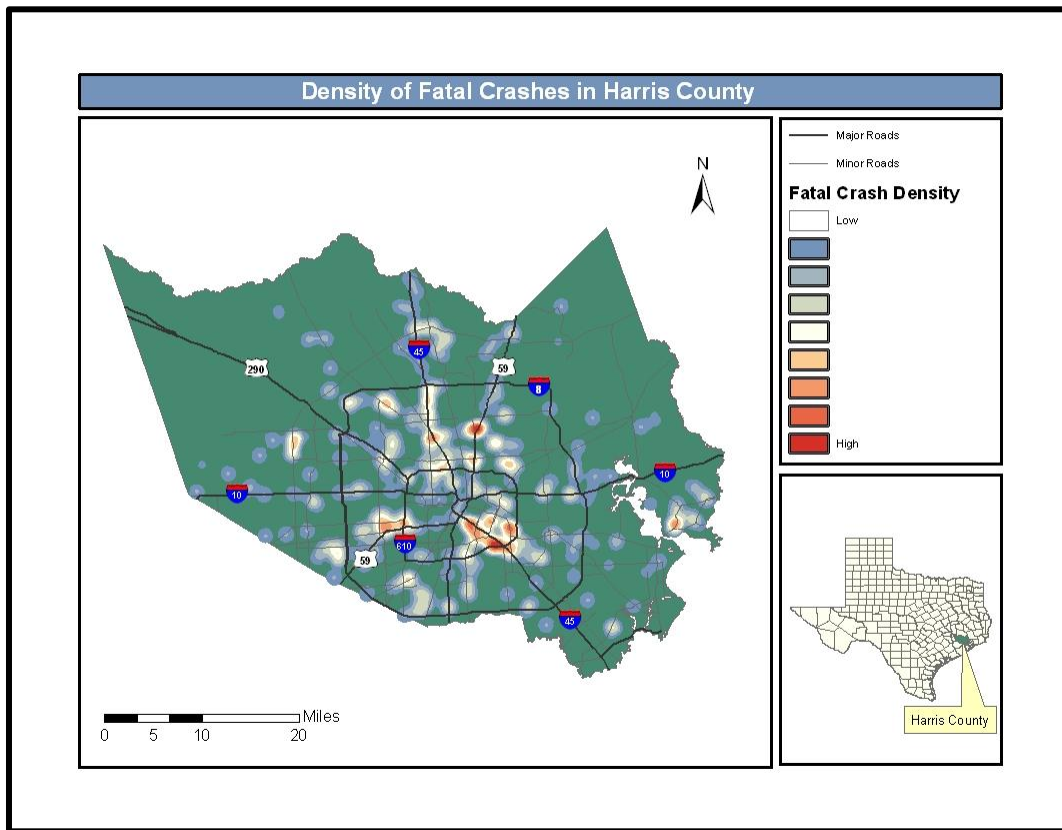 Density of Fatal Crashes in Harris County
N
45
59
290
8
10
10
610
59
45
Miles
0 5 10 20
Major Roads
Minor Roads
Fatal Crash Density
Low
High
Harris County